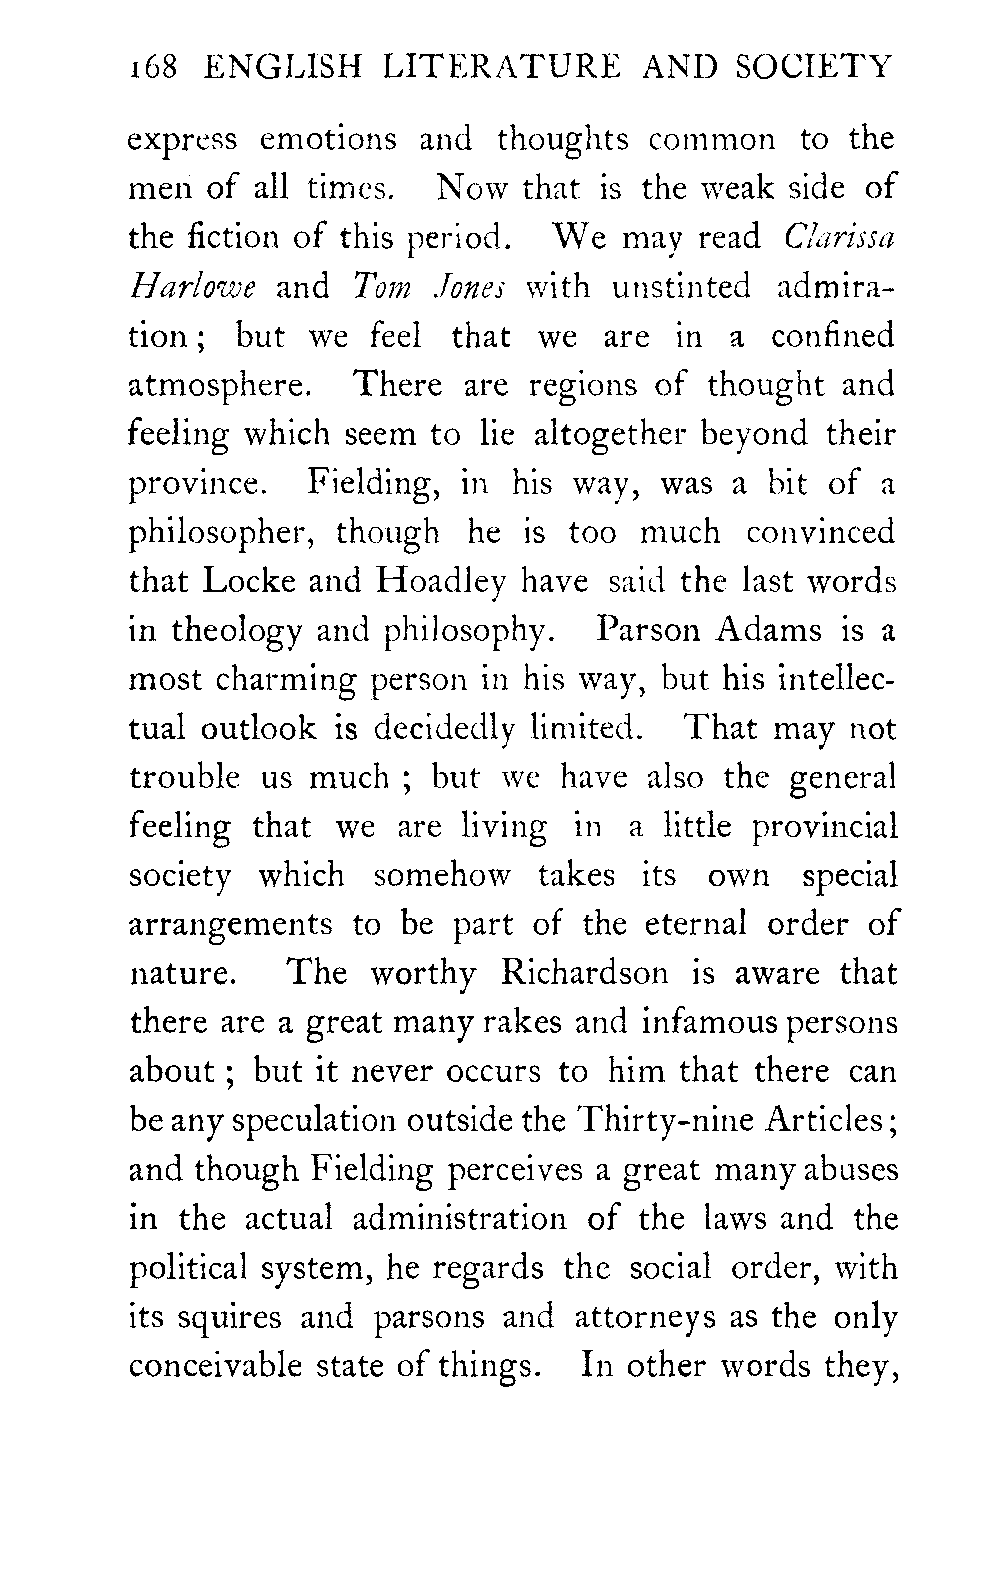 168 ENGLISH LITERATURE AND SOCIETY
express emotions and thoughts common to the
men of all times. Now that is the weak side of
the fiction of this period. We may read Clarissa
Harlowe and Tom Jones with unstinted admira-
tion ; but we feel that we are in a confined
atmosphere. There are regions of thought and
feeling which seem to lie altogether beyond their
province. Fielding, in his way, was a bit of a
philosopher, though he is too much convinced
that Locke and Hoadley have said the last words
in theology and philosophy. Parson Adams is a
most charming person in his way, but his intellec-
tual outlook is decidedly limited. That may not
trouble us much ; but we have also the general
feeling that we are living in a little provincial
society which somehow takes its own special
arrangements to be part of the eternal order of
nature. The worthy Richardson is aware that
there are a great many rakes and infamous persons
about ; but it never occurs to him that there can
be any speculation outside the Thirty-nine Articles ;
and though Fielding perceives a great many abuses
in the actual administration of the laws and the
political system, he regards the social order, with
its squires and parsons and attorneys as the only
conceivable state of things. In other words they,